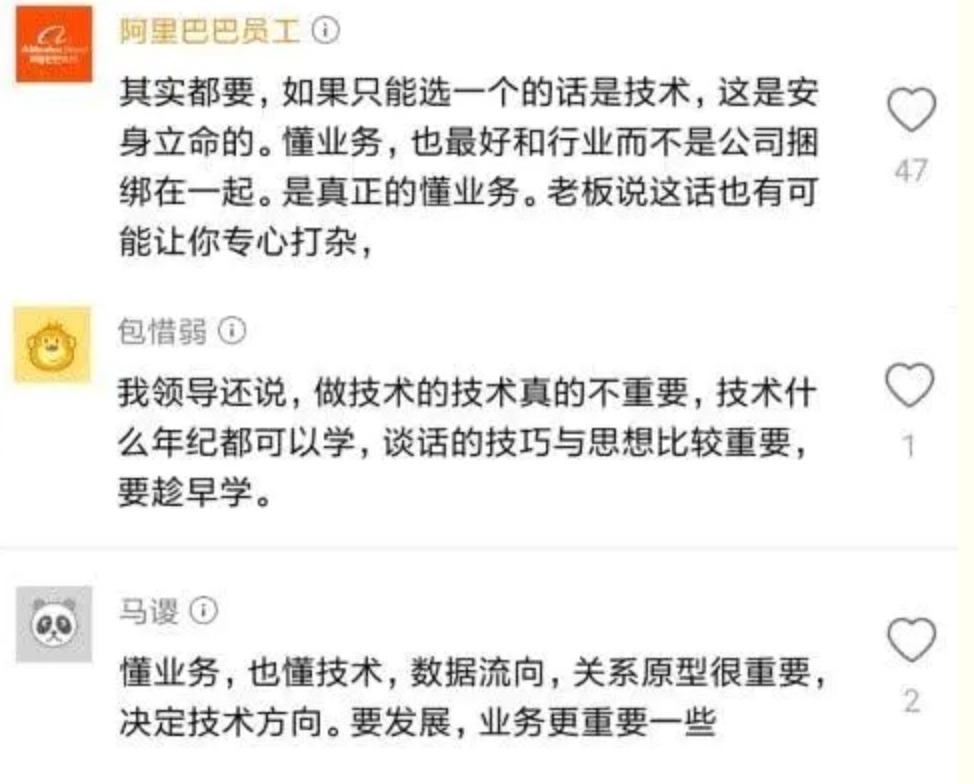 阿里巴巴员工
其实都要，如果只能选一个的话是技术，这是安
身立命的。懂业务，也最好和行业而不是公司捆
绑在一起。是真正的懂业务。老板说这话也有可
能让你专心打杂，
47
包惜弱
我领导还说，做技术的技术真的不重要，技术什
么年纪都可以学，谈话的技巧与思想比较重要，
要趁早学。
1
马谡
懂业务，也懂技术，数据流向，关系原型很重要，
决定技术方向。要发展，业务更重要一些
2